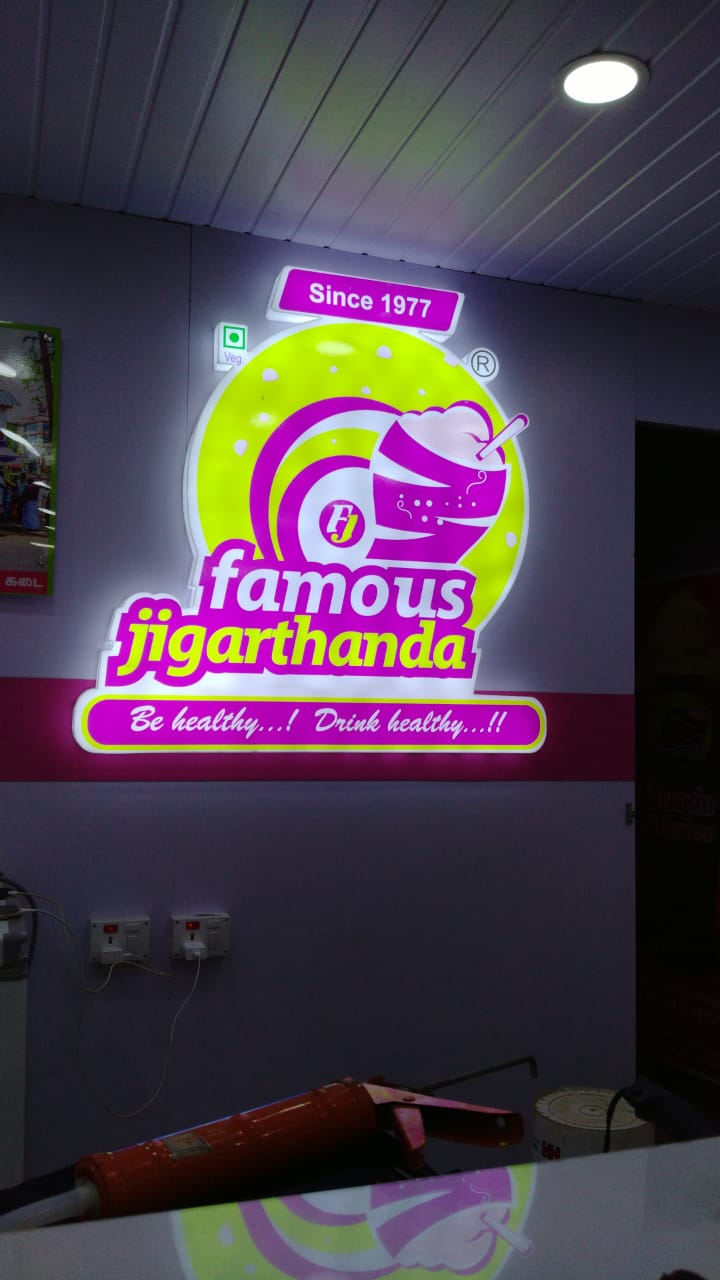 Since 1977
Veg.
®
FJ
famous
jigarthanda
Be healthy...! Drink healthy...!!
கடை